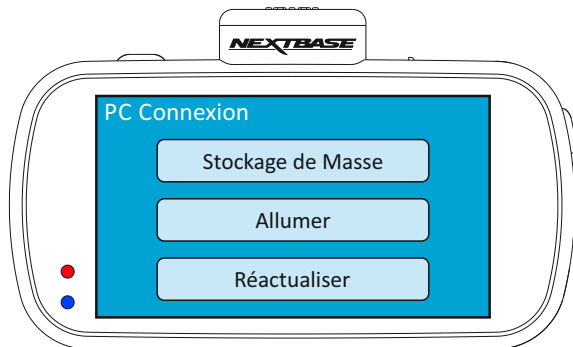 NEXTBASE
PC Connexion
Stockage de Masse
Allumer
Réactualiser